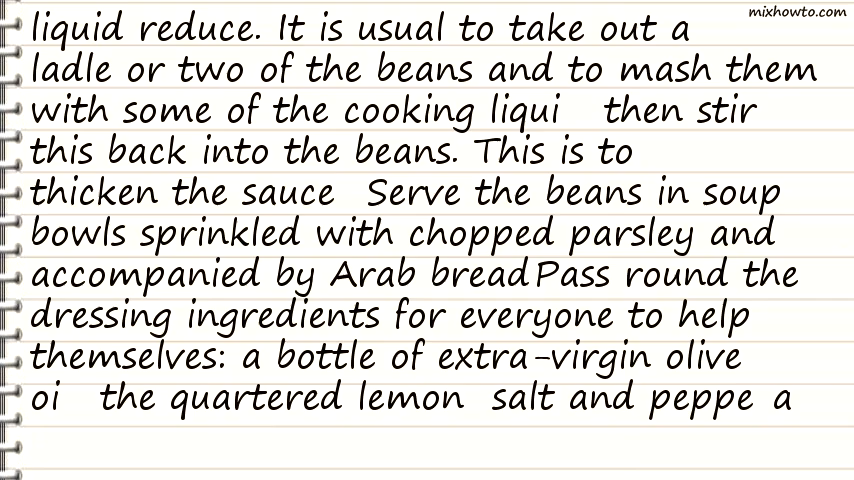 mixhowto.com
liquid reduce. It is usual to take out a
ladle or two of the beans and to mash them
with some of the cooking liqui   then stir
this back into the beans. This is to
thicken the sauce  Serve the beans in soup
bowls sprinkled with chopped parsley and
accompanied by Arab bread Pass round the
dressing ingredients for everyone to help
themselves: a bottle of extra-virgin olive
oi   the quartered lemon  salt and peppe  a